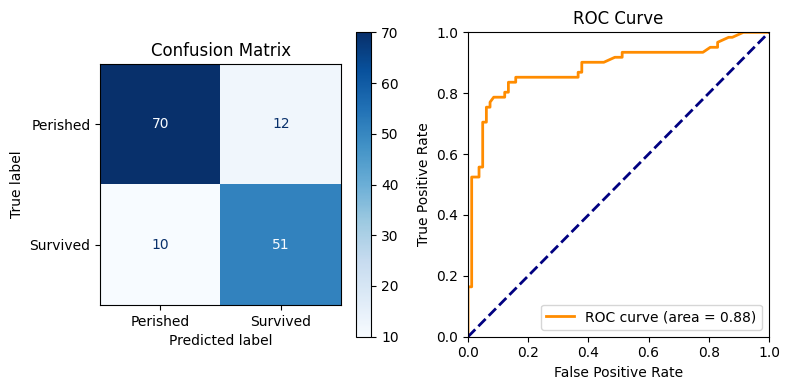 Confusion Matrix
True label
Perished
70
12
Survived
10
51
Perished
Survived
Predicted label
70
60
50
40
30
20
10
ROC Curve
True Positive Rate
1.0
0.8
0.6
0.4
0.2
0.0
ROC curve (area = 0.88)
0.0
0.2
0.4
0.6
0.8
1.0
False Positive Rate